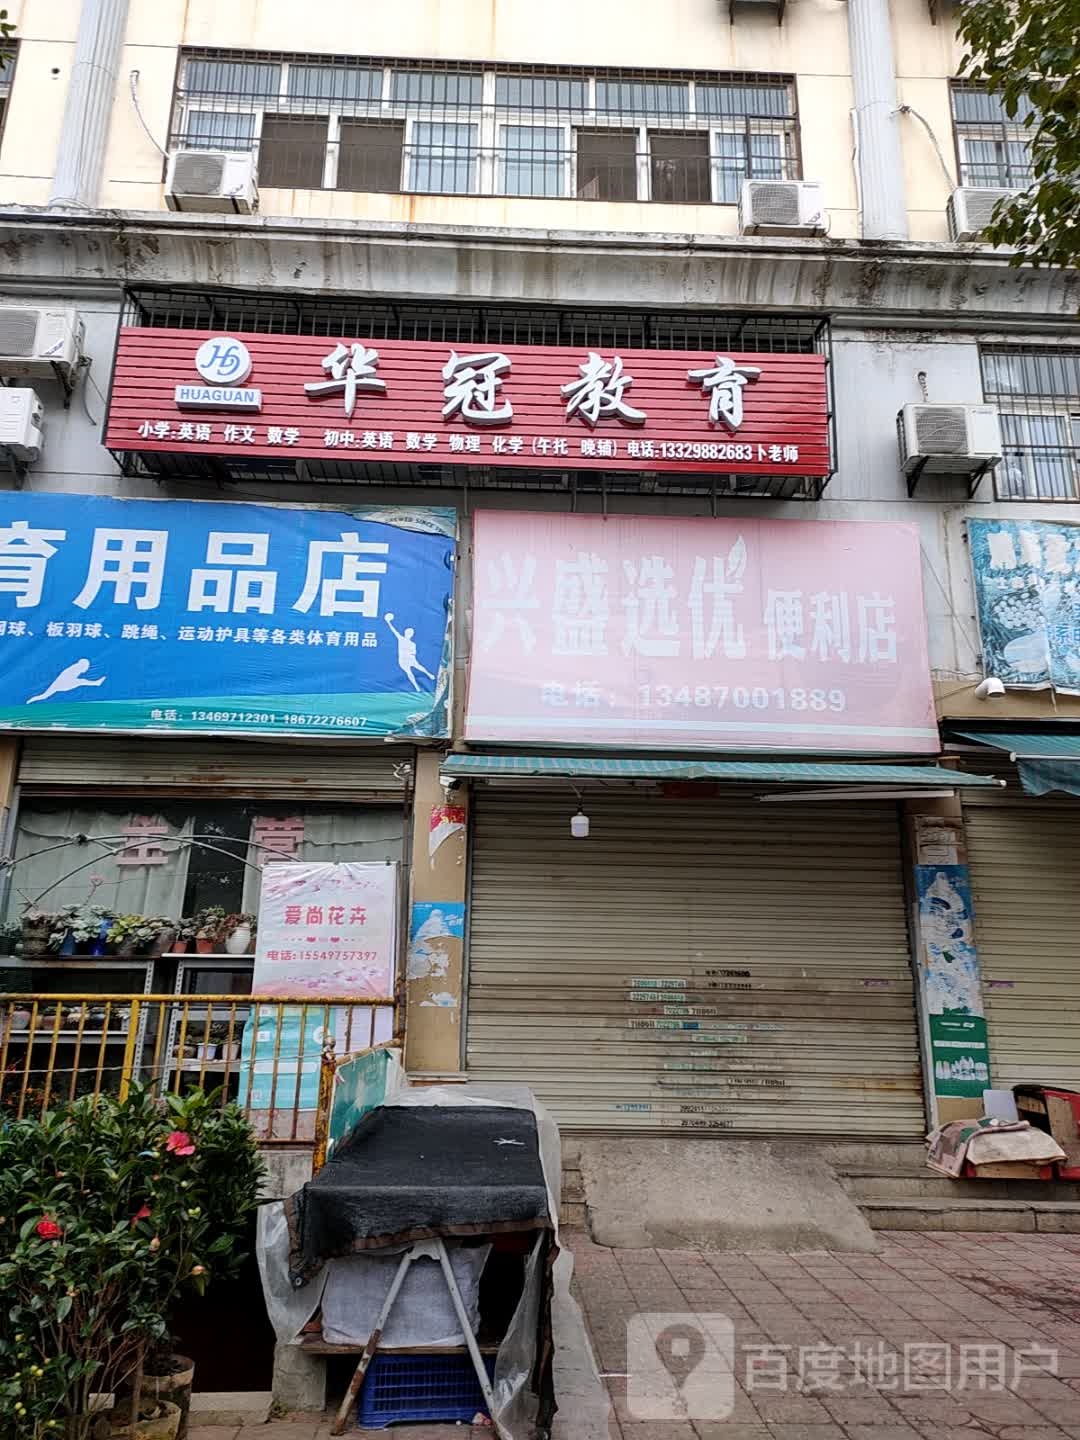 HUAGUAN
华冠教育
小学:英语 作文 数学 初中:英语 数学 物理 化学 (午托 晚辅) 电话:13329882683卜老师
育用品店
网球、板羽球、跳绳、运动护具等各类体育用品
电话: 13469712301 18672276607
兴盛选优 便利店
电话: 13487001889
爱尚花卉
电话:15549757397
百度地图用户